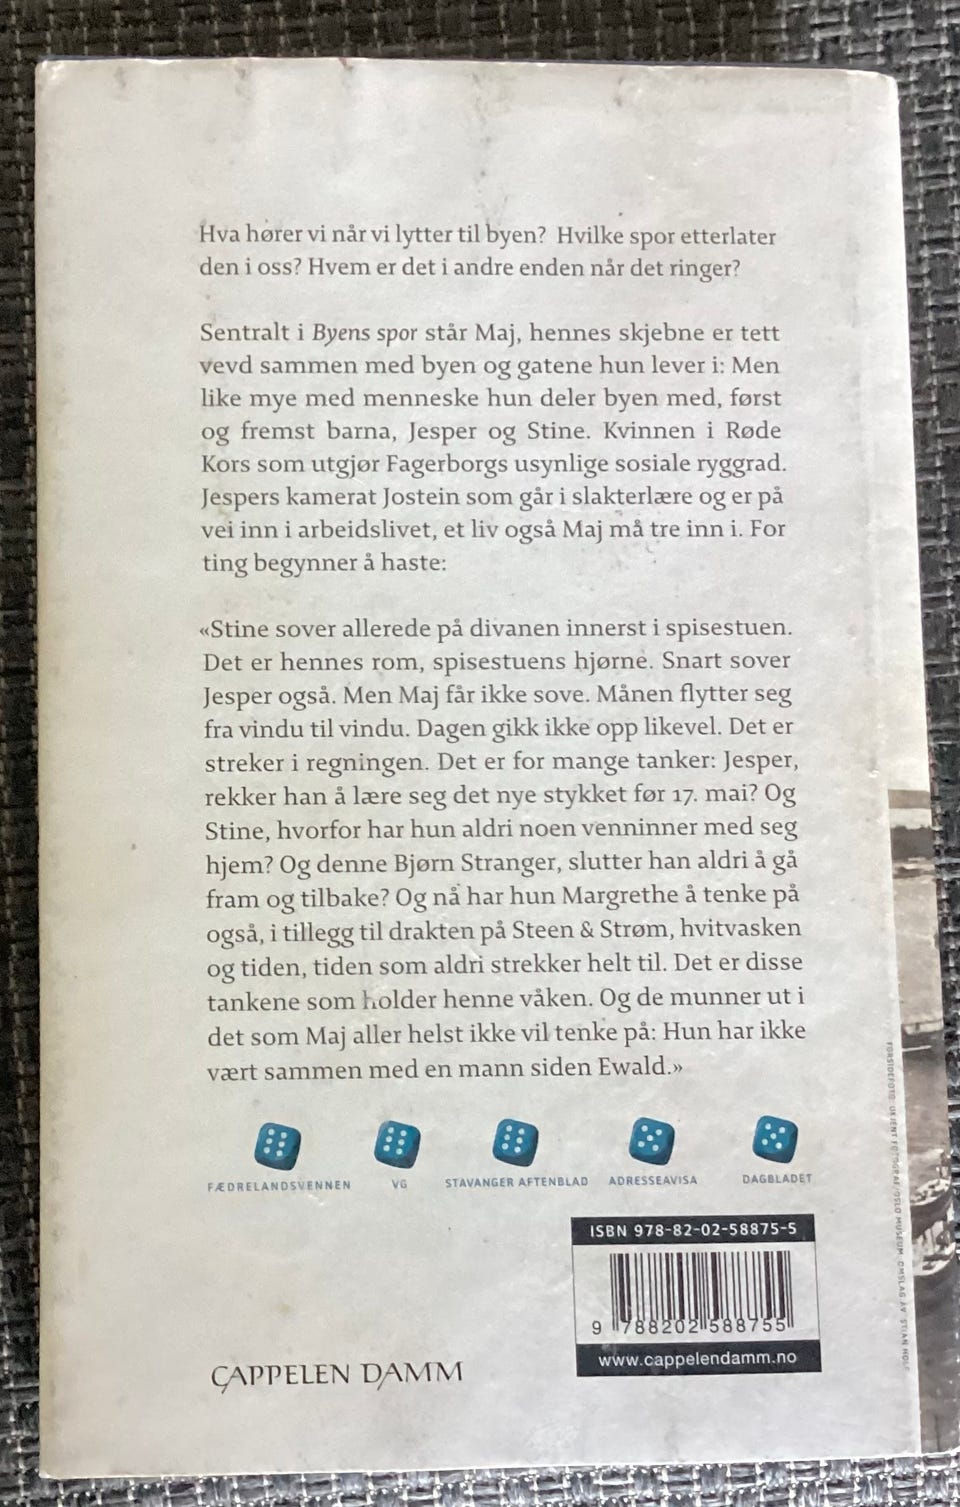 Hva hører vi når vi lytter til byen? Hvilke spor etterlater
den i oss? Hvem er det i andre enden når det ringer?
Sentralt i Byens spor står Maj, hennes skjebne er tett
vevd sammen med byen og gatene hun lever i: Men
like mye med menneske hun deler byen med, først
og fremst barna, Jesper og Stine. Kvinnen i Røde
Kors som utgjør Fagerborgs usynlige sosiale ryggrad.
Jespers kamerat Jostein som går i slakterlære og er på
vei inn i arbeidslivet, et liv også Maj må tre inn i. For
ting begynner å haste:
«Stine sover allerede på divanen innerst i spisestuen.
Det er hennes rom, spisestuens hjørne. Snart sover
Jesper også. Men Maj får ikke sove. Månen flytter seg
fra vindu til vindu. Dagen gikk ikke opp likevel. Det er
streker i regningen. Det er for mange tanker: Jesper,
rekker han å lære seg det nye stykket før 17. mai? Og
Stine, hvorfor har hun aldri noen venninner med seg
hjem? Og denne Bjørn Stranger, slutter han aldri å gå
fram og tilbake? Og nå har hun Margrethe å tenke på
også, i tillegg til drakten på Steen & Strøm, hvitvasken
og tiden, tiden som aldri strekker helt til. Det er disse
tankene som holder henne våken. Og de munner ut i
det som Maj aller helst ikke vil tenke på: Hun har ikke
vært sammen med en mann siden Ewald.»
FÆDRELANDSVENNEN VG STAVANGER AFTENBLAD ADRESSEAVISA DAGBLADET
ISBN 978-82-02-58875-5
9 788202 588755
www.cappelendamm.no
CAPPELEN DAMM
FORSIDEFOTO: UKJENT FOTOGRAF/OSLO MUSEUM. OMSLAG AV: STIAN HOLE